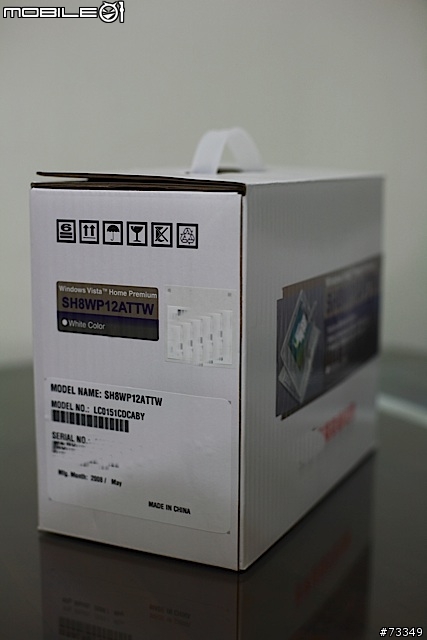 MOBILE01
6
Windows Vista™ Home Premium
SH8WP12ATTW
White Color
MODEL NAME: SH8WP12ATTW
MODEL NO.: LC0151CDCABY
SERIAL NO.:
Mfg. Month: 2008 / May
MADE IN CHINA
#73349